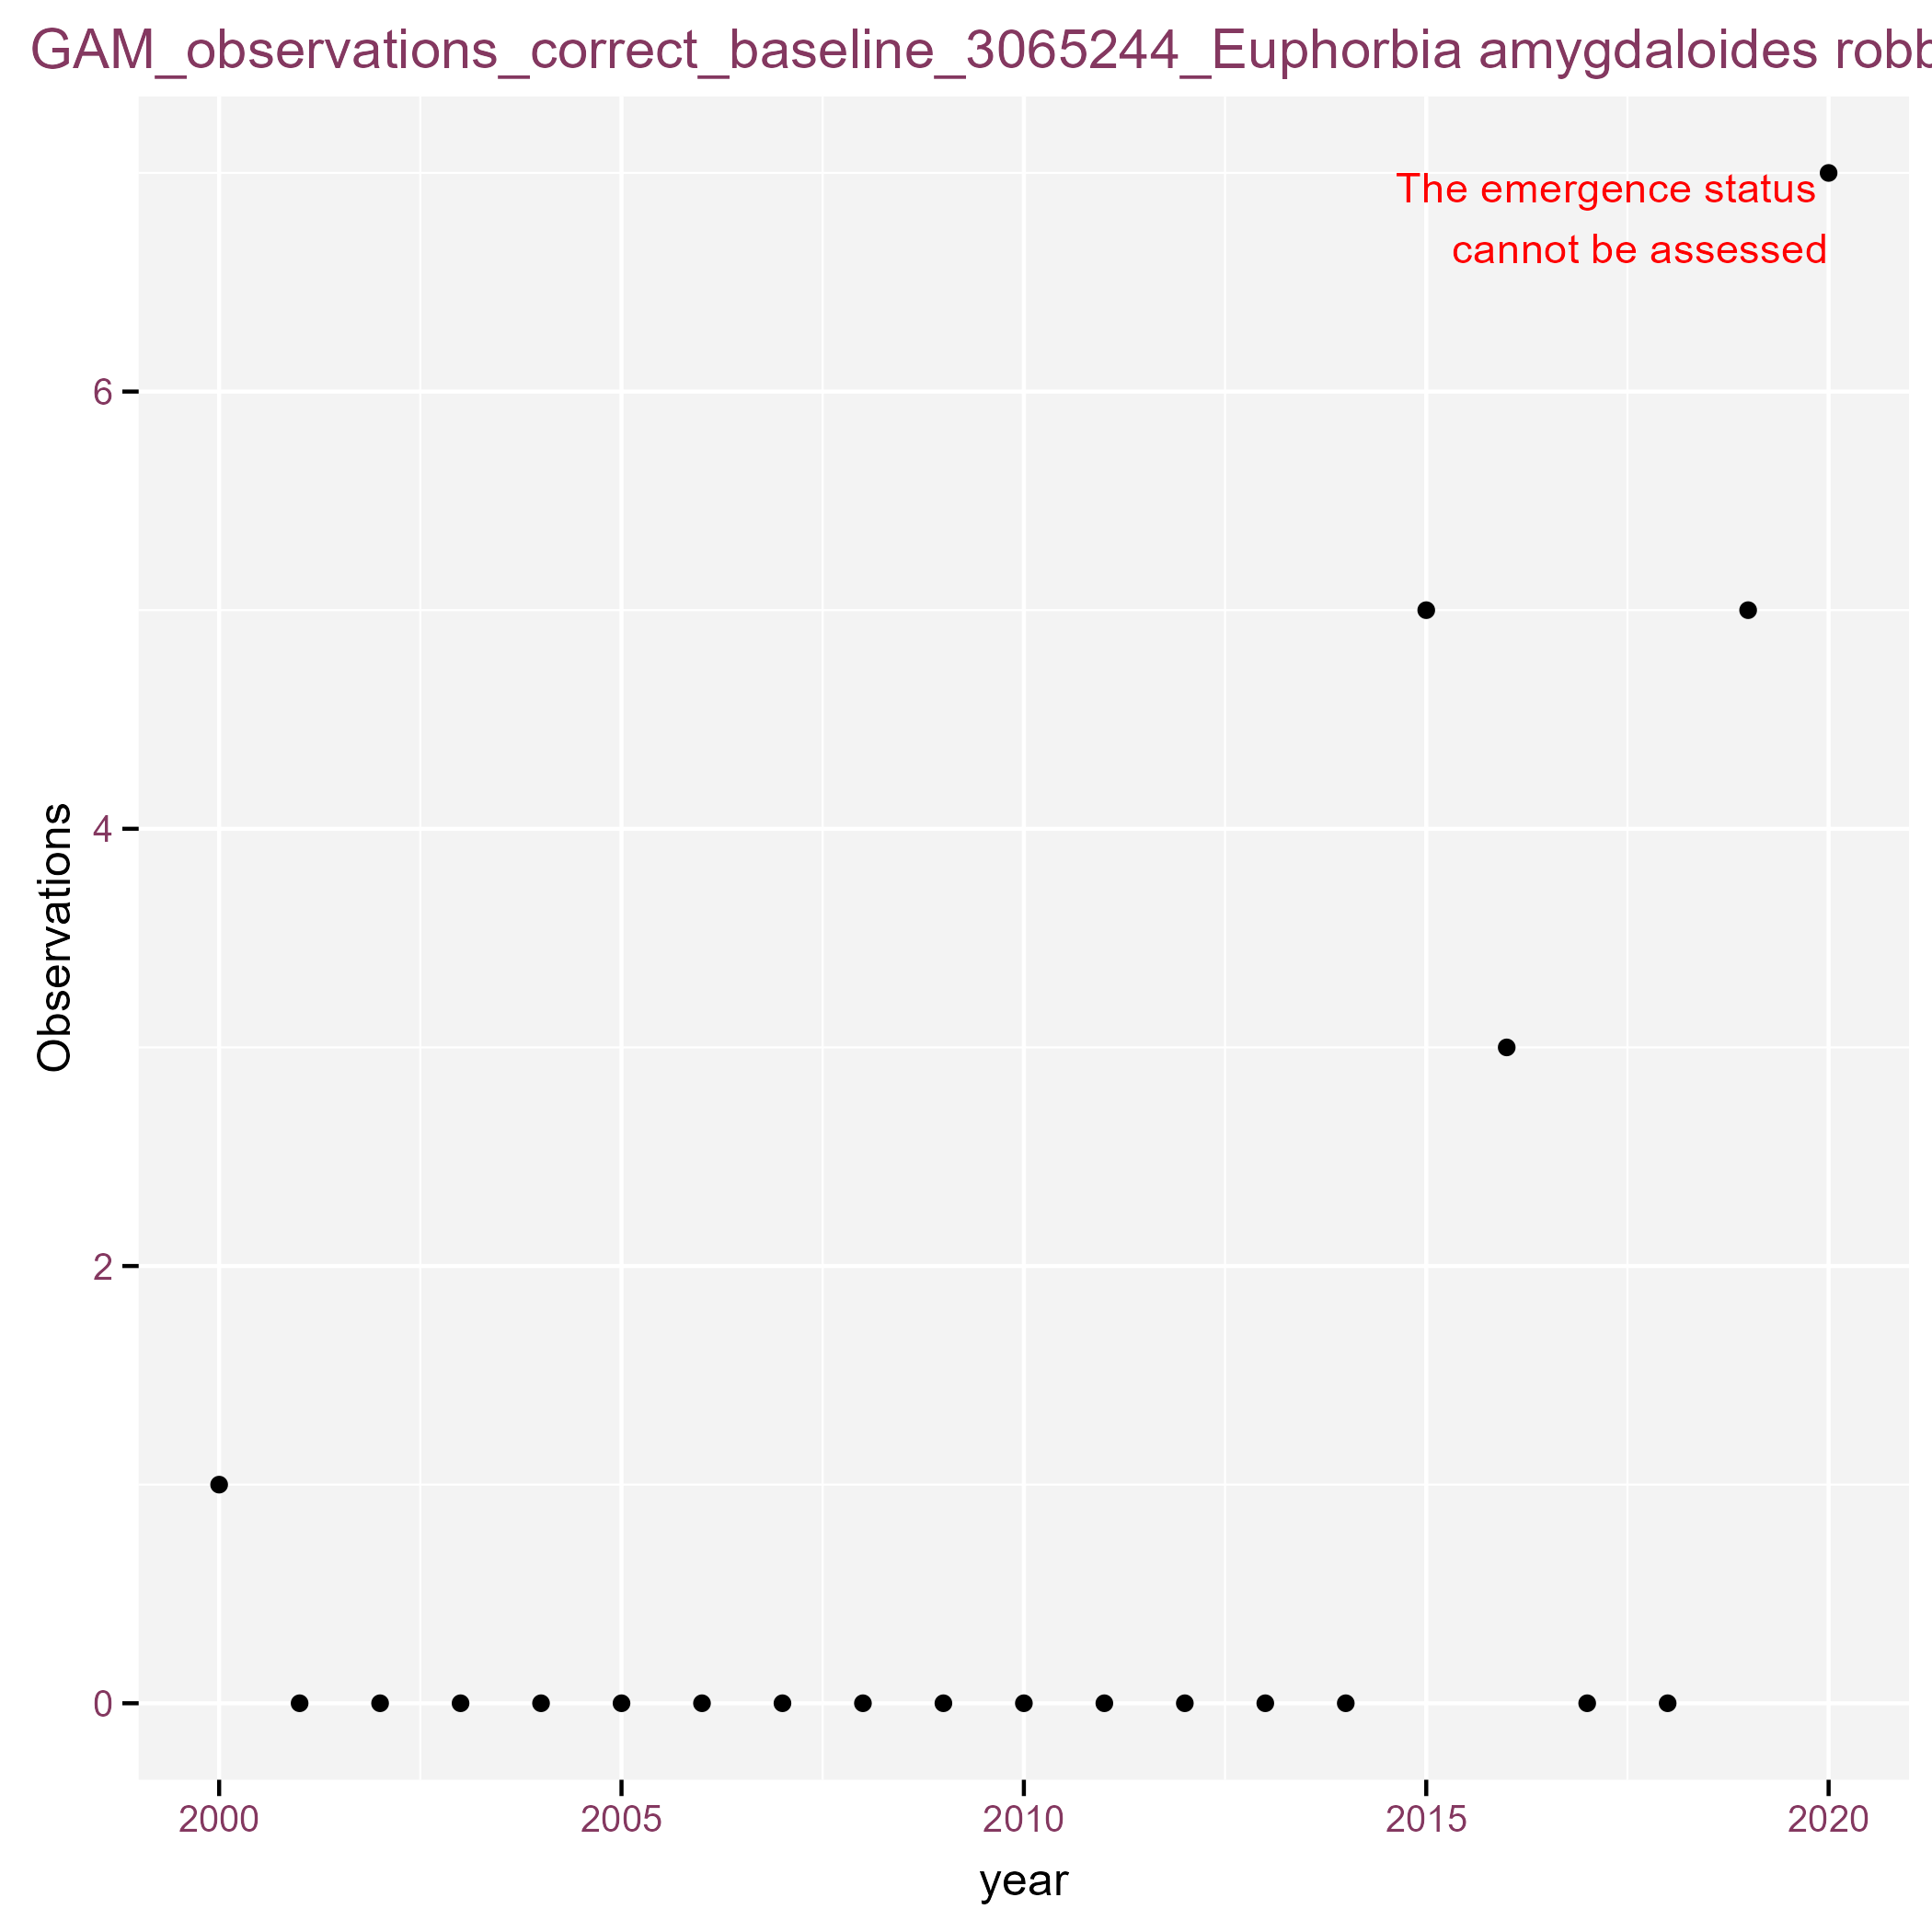 GAM_observations_correct_baseline_3065244_Euphorbia amygdaloides robb
The emergence status
cannot be assessed
6
4
2
0
Observations
2000 2005 2010 2015 2020
year